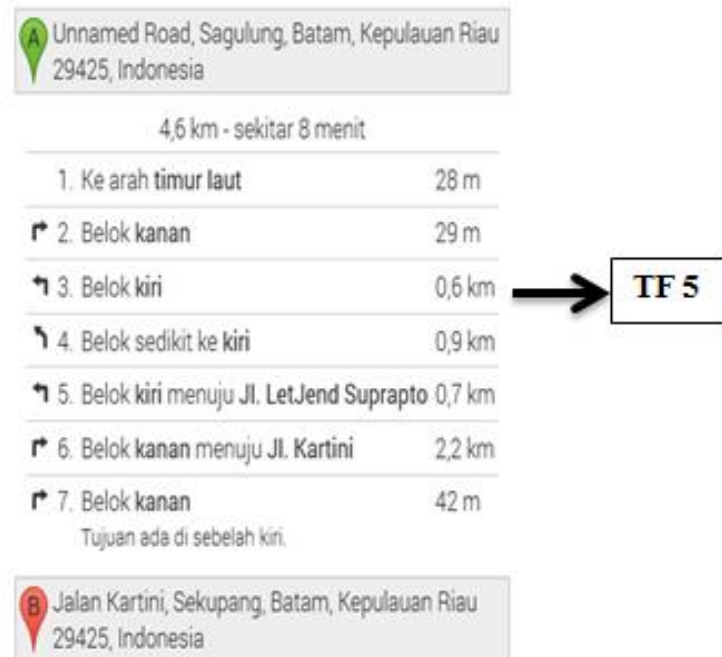 A Unnamed Road, Sagulung, Batam, Kepulauan Riau
29425, Indonesia
4,6 km - sekitar 8 menit
1. Ke arah timur laut 28 m
2. Belok kanan 29 m
3. Belok kiri 0,6 km TF 5
4. Belok sedikit ke kiri 0,9 km
5. Belok kiri menuju Jl. LetJend Suprapto 0,7 km
6. Belok kanan menuju Jl. Kartini 2,2 km
7. Belok kanan 42 m
Tujuan ada di sebelah kiri.
B Jalan Kartini, Sekupang, Batam, Kepulauan Riau
29425, Indonesia